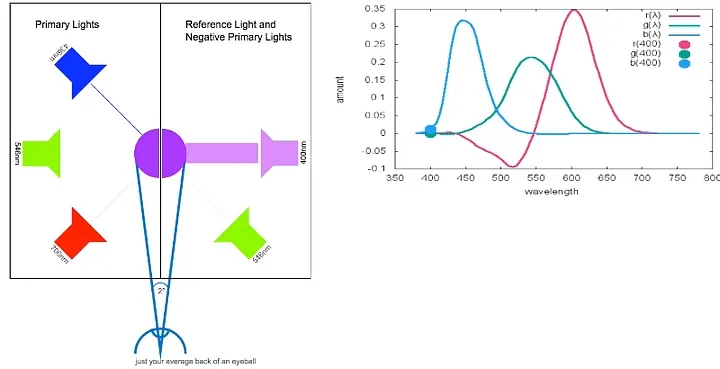 Primary Lights
Reference Light and
Negative Primary Lights
436nm
546nm
700nm
400nm
546nm
2°
just your average back of an eyeball
0.35
0.3
0.25
0.2
0.15
0.1
0.05
0
-0.05
-0.1
amount
350
400
450
500
550
600
650
700
750
800
wavelength
r(λ)
g(λ)
b(λ)
r(400)
g(400)
b(400)